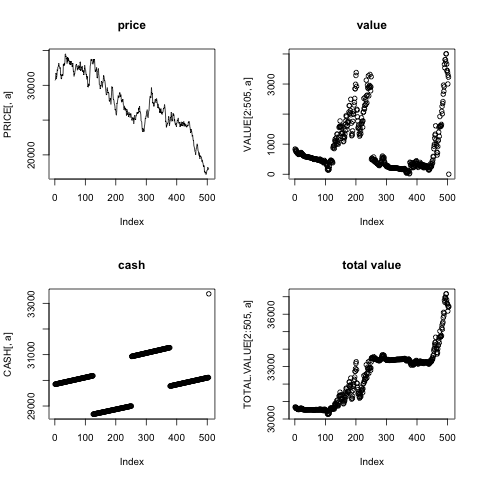 price
PRICE[, a]
20000
30000
0 100 200 300 400 500
Index
value
VALUE[2:505, a]
0
1000
3000
0 100 200 300 400 500
Index
cash
CASH[, a]
29000
31000
33000
0 100 200 300 400 500
Index
total value
TOTAL.VALUE[2:505, a]
30000
33000
36000
0 100 200 300 400 500
Index